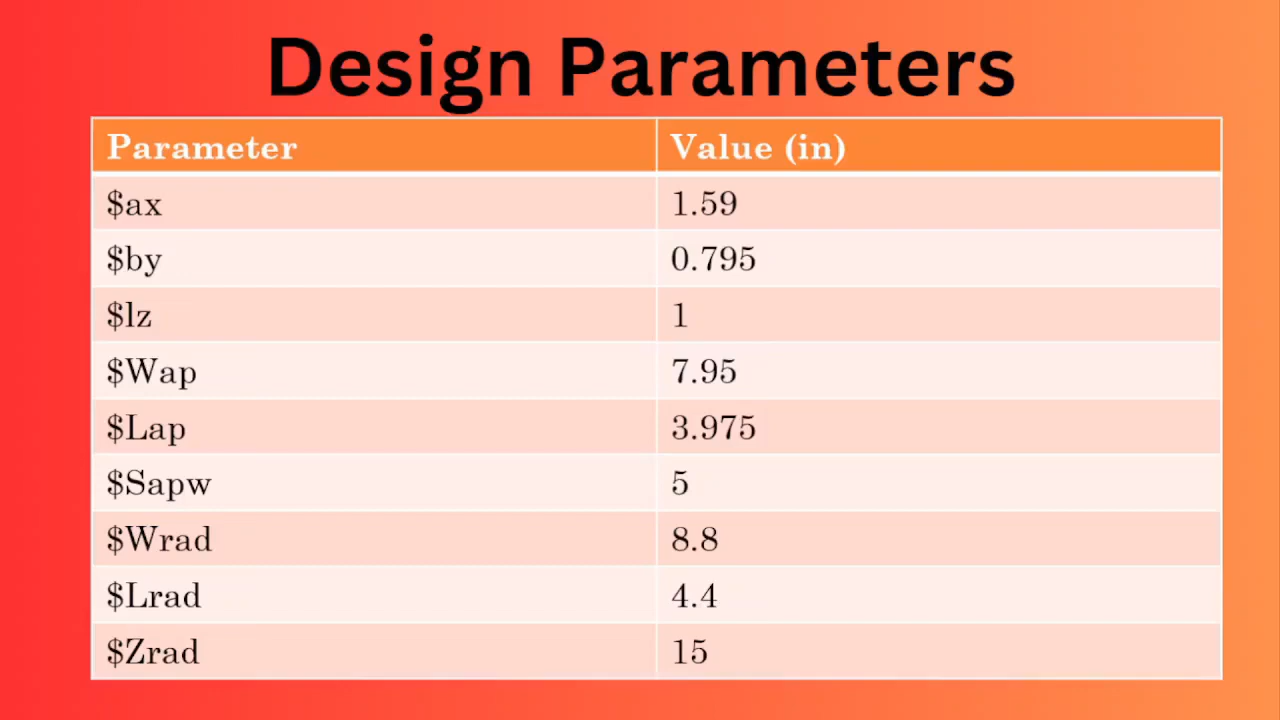 Design Parameters
Parameter Value (in)
$ax 1.59
$by 0.795
$lz 1
$Wap 7.95
$Lap 3.975
$Sapw 5
$Wrad 8.8
$Lrad 4.4
$Zrad 15